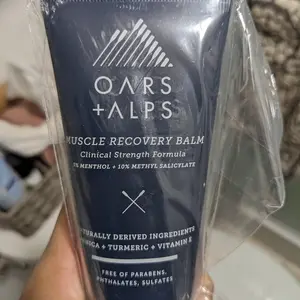 OARS
+ALPS
MUSCLE RECOVERY BALM
Clinical Strength Formula
MENTHOL + 10% METHYL SALICYLATE
NATURALLY DERIVED INGREDIENTS
ARNICA + TURMERIC + VITAMIN E
FREE OF PARABENS,
PHTHALATES, SULFATES